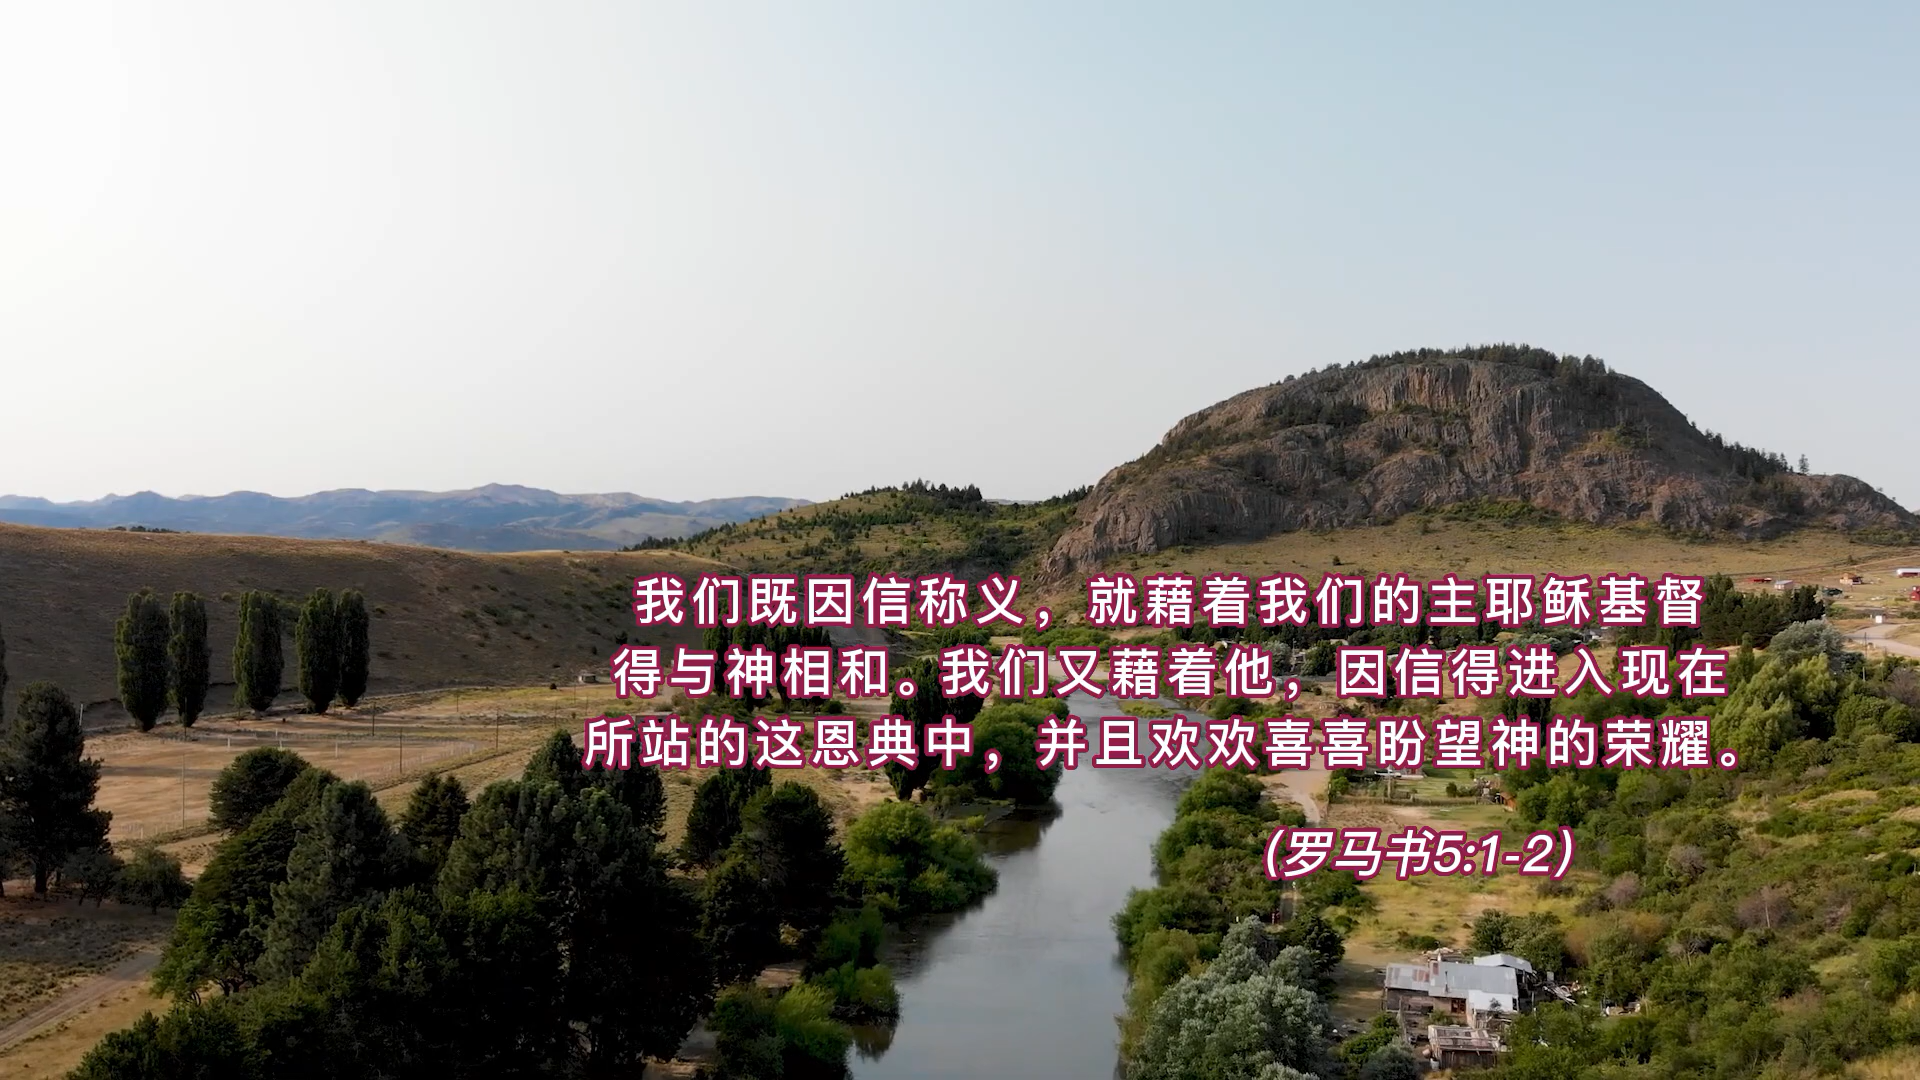 我们既因信称义，就藉着我们的主耶稣基督
得与神相和。我们又藉着他，因信得进入现在
所站的这恩典中，并且欢欢喜喜盼望神的荣耀。
（罗马书5:1-2）